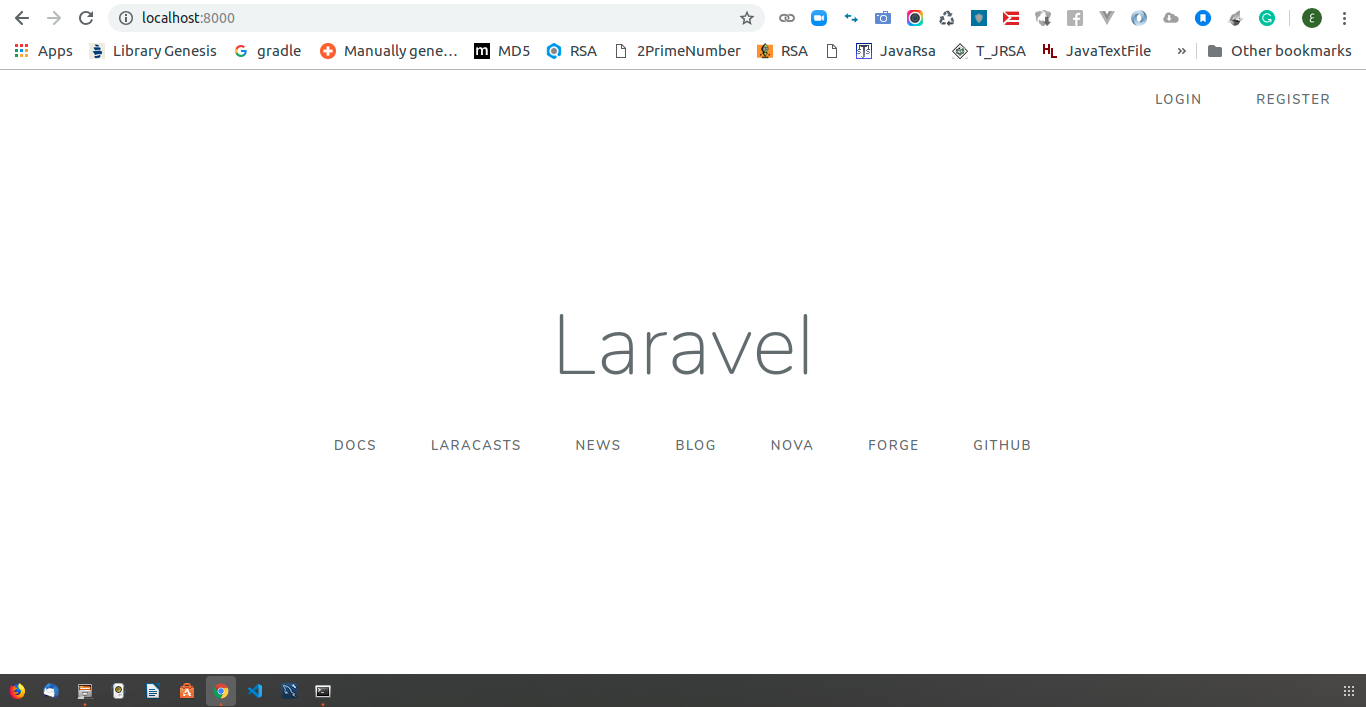 localhost:8000
Apps Library Genesis gradle Manually gene… MD5 RSA 2PrimeNumber RSA JavaRsa T_JRSA JavaTextFile » Other bookmarks
LOGIN REGISTER
Laravel
DOCS LARACASTS NEWS BLOG NOVA FORGE GITHUB